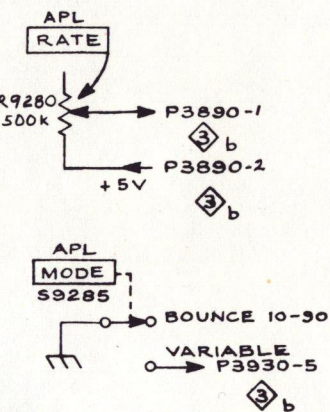 APL
RATE
R9280
500K
P3890-1
3 b
P3890-2
+5V
3 b
APL
MODE
S9285
BOUNCE 10-90
VARIABLE
P3930-5
3 b